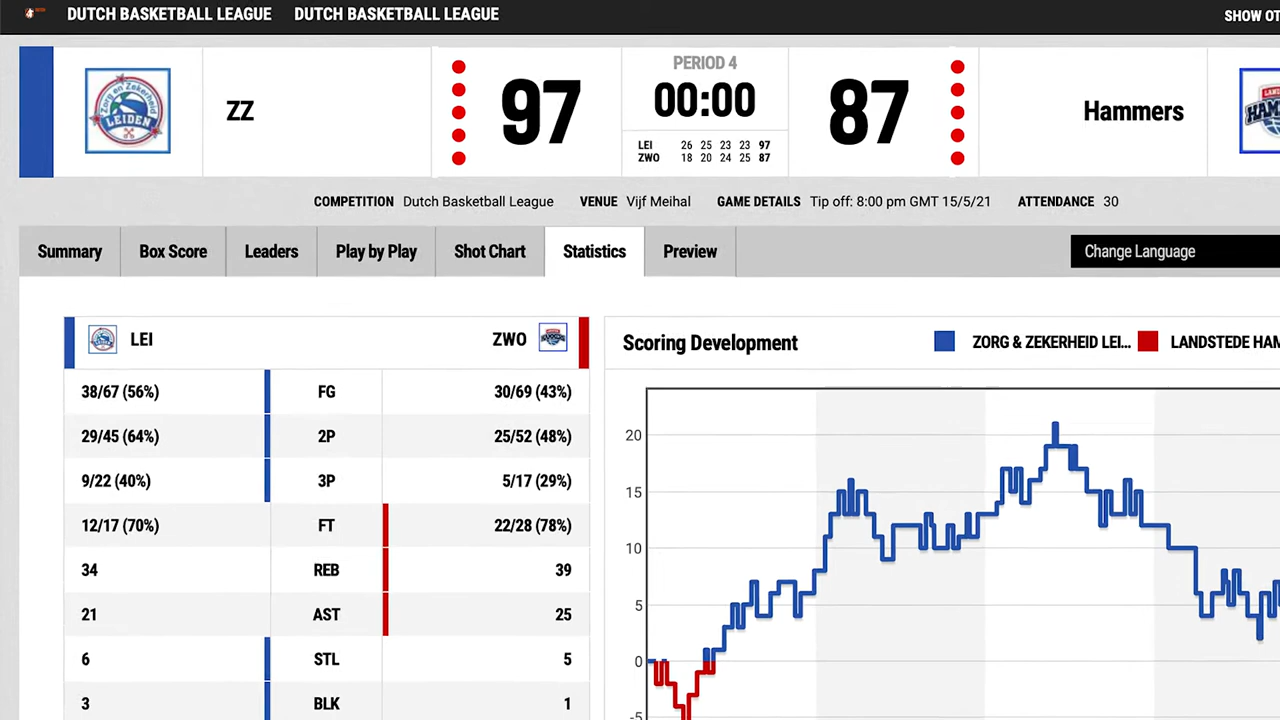 DUTCH BASKETBALL LEAGUE DUTCH BASKETBALL LEAGUE SHOW OT
Zorg en Zekerheid
LEIDEN
ZZ 97 PERIOD 4 87 Hammers
00:00
LEI 26 25 23 23 97
ZWO 18 20 24 25 87
COMPETITION Dutch Basketball League VENUE Vijf Meihal GAME DETAILS Tip off: 8:00 pm GMT 15/5/21 ATTENDANCE 30
Summary Box Score Leaders Play by Play Shot Chart Statistics Preview Change Language
LEI ZWO
38/67 (56%) FG 30/69 (43%)
29/45 (64%) 2P 25/52 (48%)
9/22 (40%) 3P 5/17 (29%)
12/17 (70%) FT 22/28 (78%)
34 REB 39
21 AST 25
6 STL 5
3 BLK 1
Scoring Development ZORG & ZEKERHEID LEI... LANDSTEDE HAM
20
15
10
5
0
-5